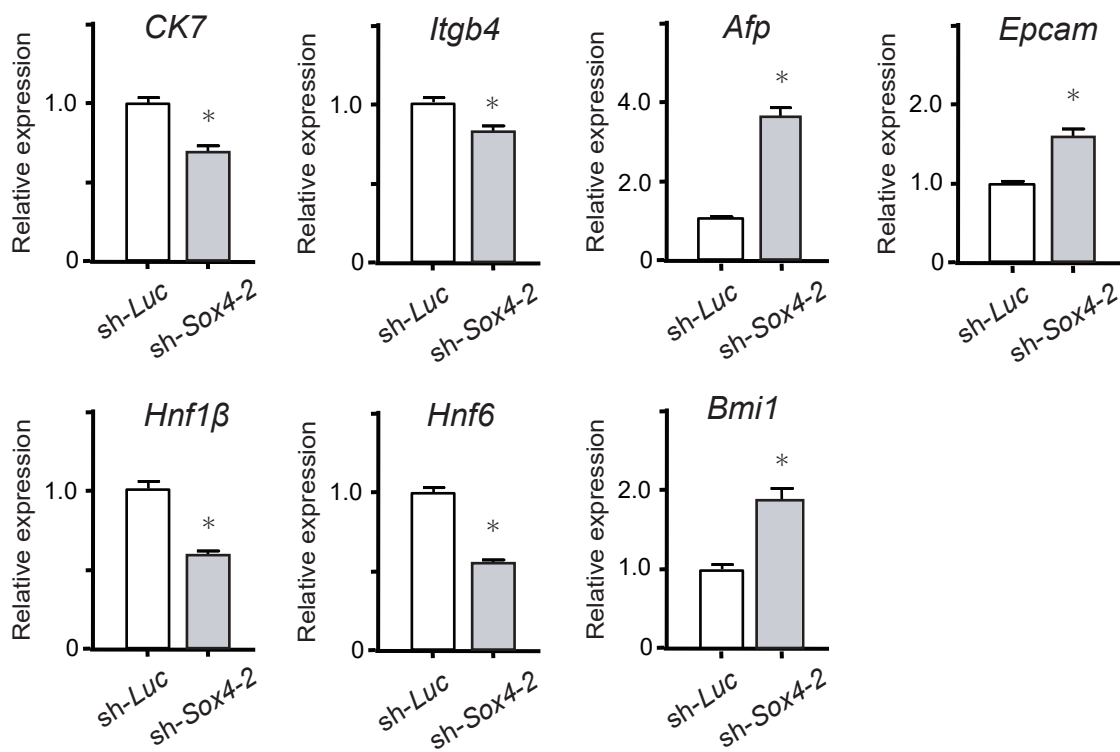 CK7
Relative expression
1.0
*
0
sh-Luc
sh-Sox4-2
Itgb4
Relative expression
1.0
*
0
sh-Luc
sh-Sox4-2
Afp
Relative expression
4.0
2.0
*
0
sh-Luc
sh-Sox4-2
Epcam
Relative expression
2.0
1.0
*
0
sh-Luc
sh-Sox4-2
Hnf1β
Relative expression
1.0
*
0
sh-Luc
sh-Sox4-2
Hnf6
Relative expression
1.0
*
0
sh-Luc
sh-Sox4-2
Bmi1
Relative expression
2.0
1.0
*
0
sh-Luc
sh-Sox4-2